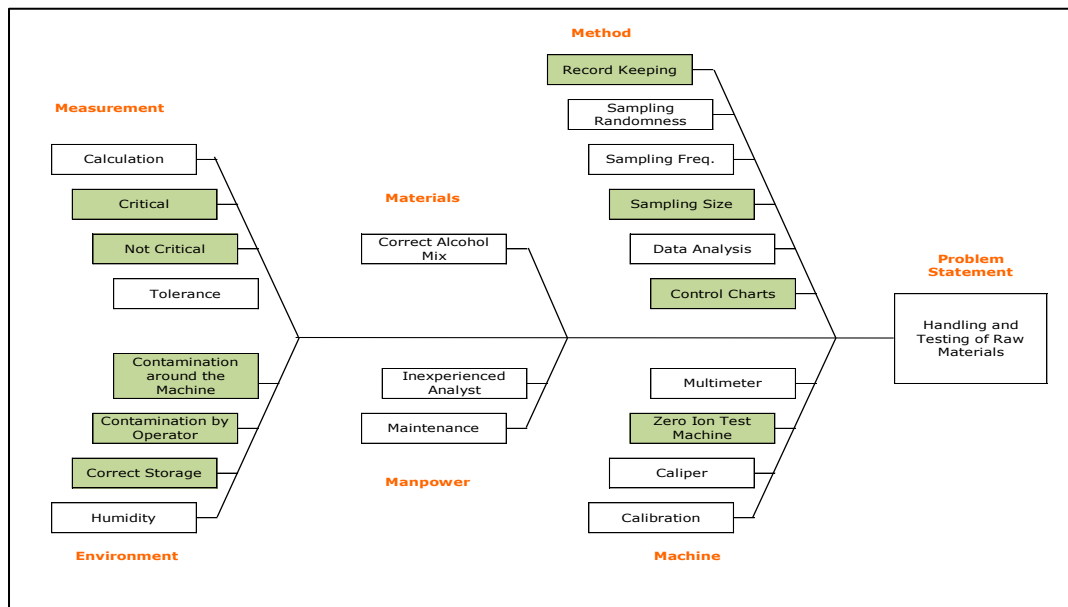 Method
Record Keeping
Sampling
Randomness
Sampling Freq.
Sampling Size
Data Analysis
Control Charts
Measurement
Calculation
Critical
Not Critical
Tolerance
Materials
Correct Alcohol
Mix
Problem
Statement
Handling and
Testing of Raw
Materials
Contamination
around the
Machine
Contamination by
Operator
Correct Storage
Humidity
Environment
Inexperienced
Analyst
Maintenance
Manpower
Multimeter
Zero Ion Test
Machine
Caliper
Calibration
Machine